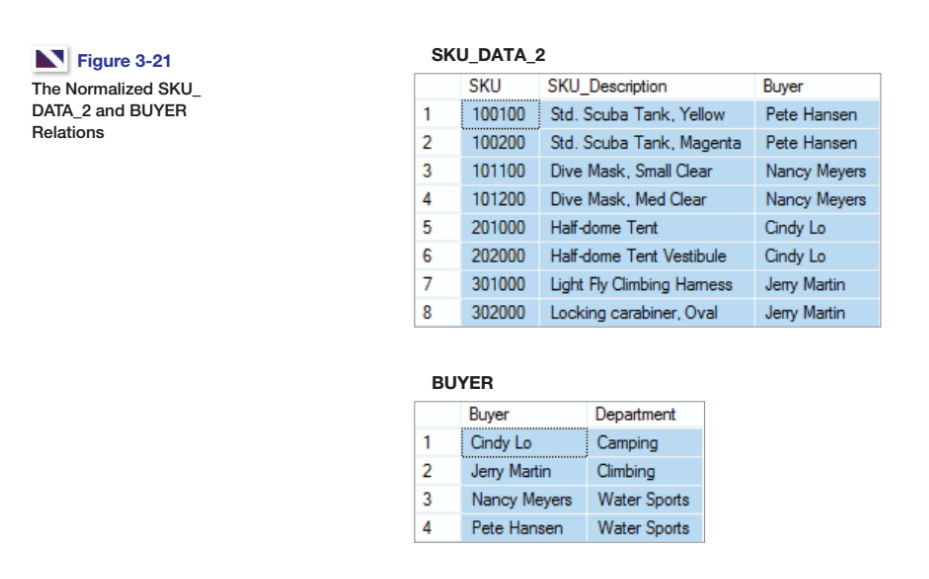 Figure 3-21
The Normalized SKU_
DATA_2 and BUYER
Relations
SKU_DATA_2
SKU SKU_Description Buyer
1 100100 Std. Scuba Tank, Yellow Pete Hansen
2 100200 Std. Scuba Tank, Magenta Pete Hansen
3 101100 Dive Mask, Small Clear Nancy Meyers
4 101200 Dive Mask, Med Clear Nancy Meyers
5 201000 Half-dome Tent Cindy Lo
6 202000 Half-dome Tent Vestibule Cindy Lo
7 301000 Light Fly Climbing Harness Jerry Martin
8 302000 Locking carabiner, Oval Jerry Martin
BUYER
Buyer Department
1 Cindy Lo Camping
2 Jerry Martin Climbing
3 Nancy Meyers Water Sports
4 Pete Hansen Water Sports